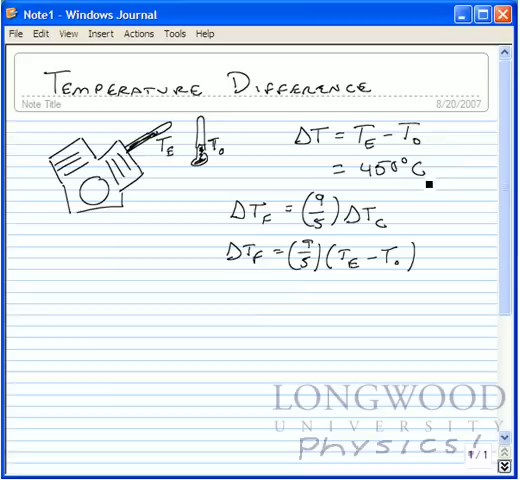 Note1 - Windows Journal
File Edit View Insert Actions Tools Help
TEMPERATURE DIFFERENCE
Note Title
8/20/2007
T_E T_0
ΔT = T_E - T_0
= 450°C
ΔT_F = (9/5) ΔT_C
ΔT_F = (9/5) (T_E - T_0)
LONGWOOD
UNIVERSITY
Physics!
1 / 1